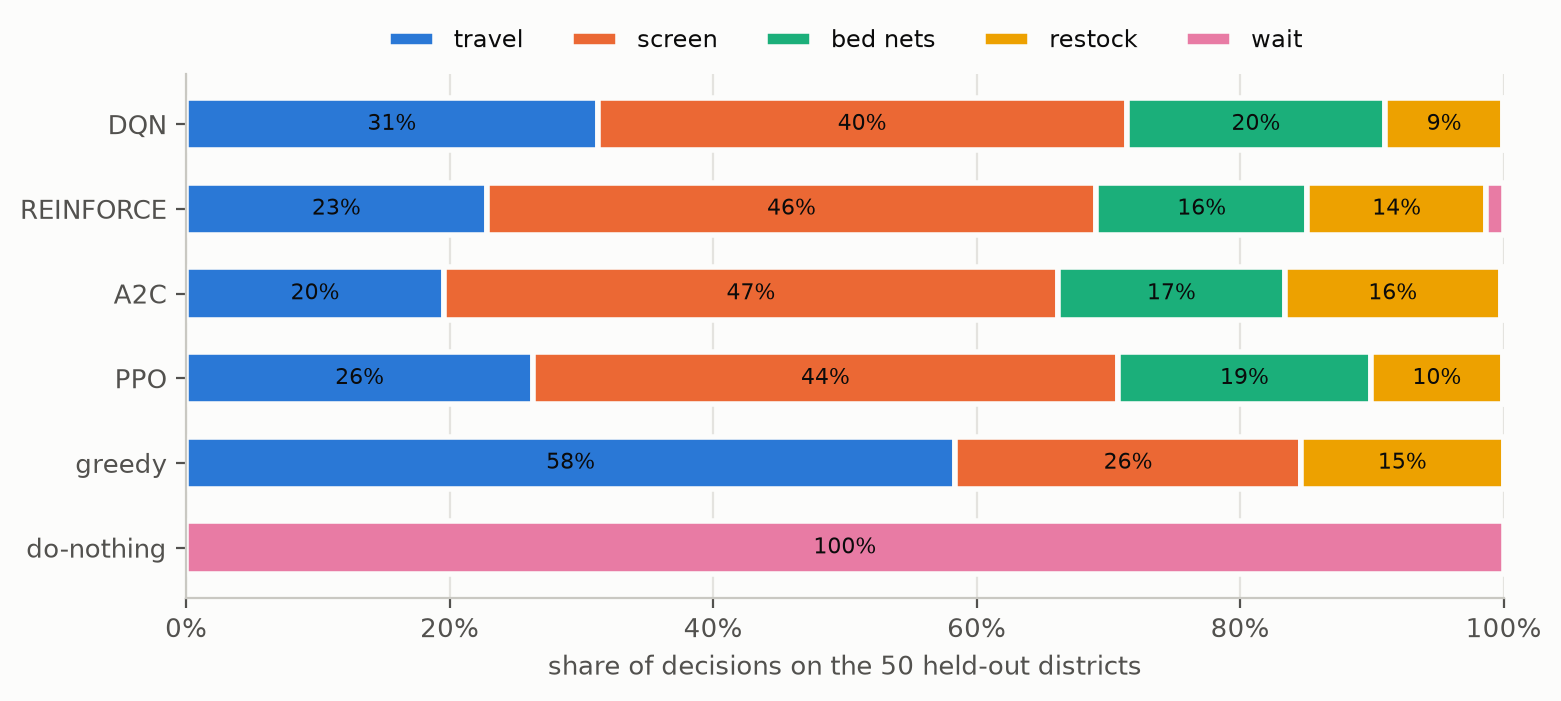 travel screen bed nets restock wait
DQN 31% 40% 20% 9%
REINFORCE 23% 46% 16% 14%
A2C 20% 47% 17% 16%
PPO 26% 44% 19% 10%
greedy 58% 26% 15%
do-nothing 100%
0% 20% 40% 60% 80% 100%
share of decisions on the 50 held-out districts